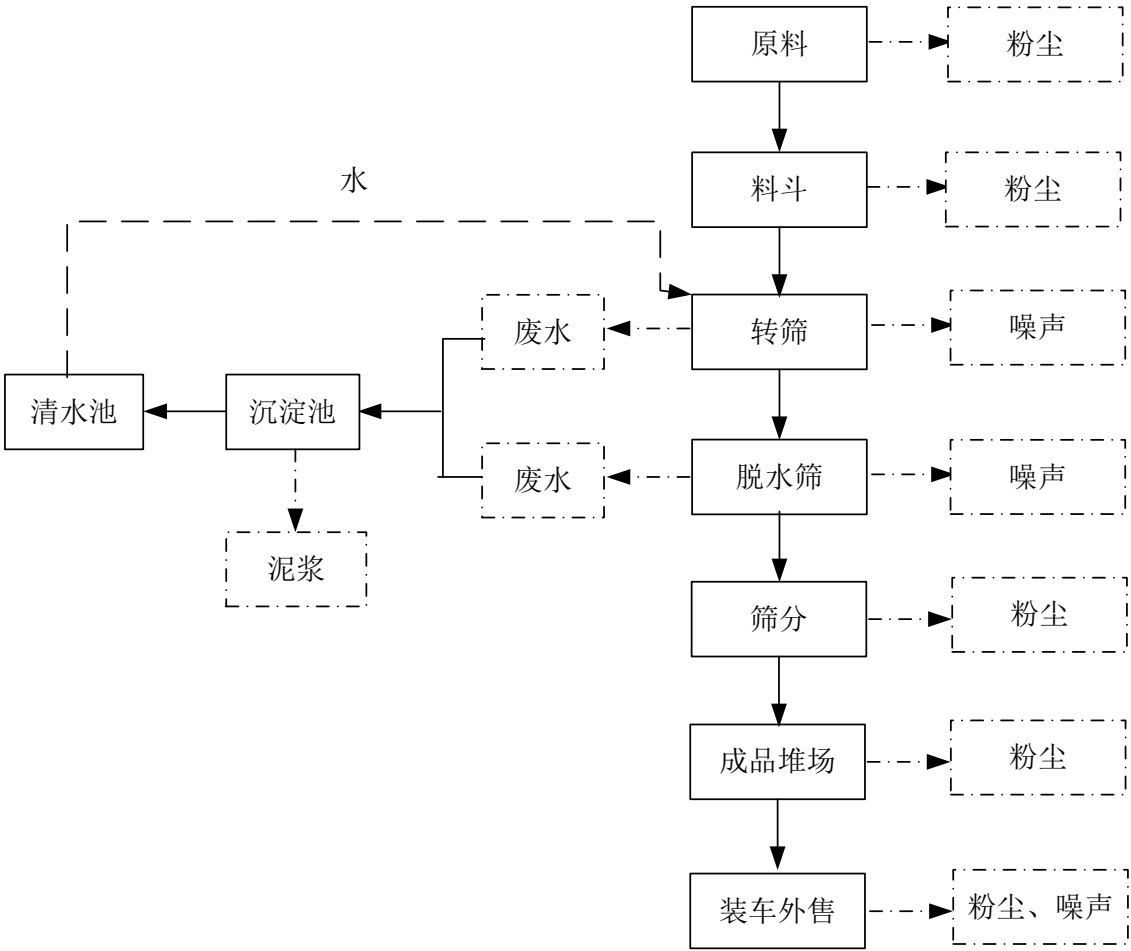 原料
粉尘
料斗
粉尘
水
转筛
噪声
废水
清水池
沉淀池
脱水筛
噪声
废水
泥浆
筛分
粉尘
成品堆场
粉尘
装车外售
粉尘、噪声